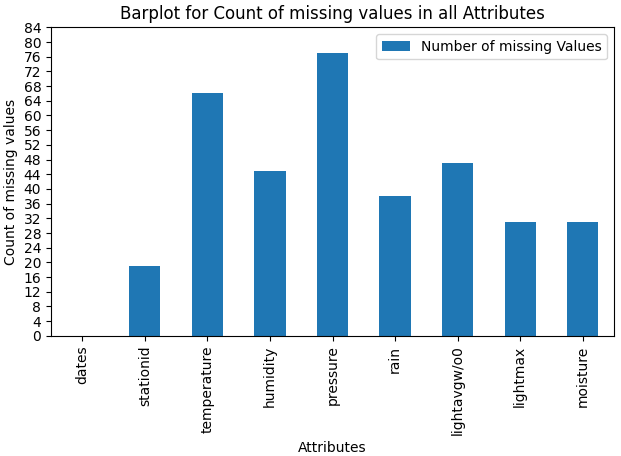 Barplot for Count of missing values in all Attributes
Number of missing Values
84
80
76
72
68
64
60
56
52
48
44
40
36
32
28
24
20
16
12
8
4
0
Count of missing values
dates
stationid
temperature
humidity
pressure
rain
lightavgw/o0
lightmax
moisture
Attributes